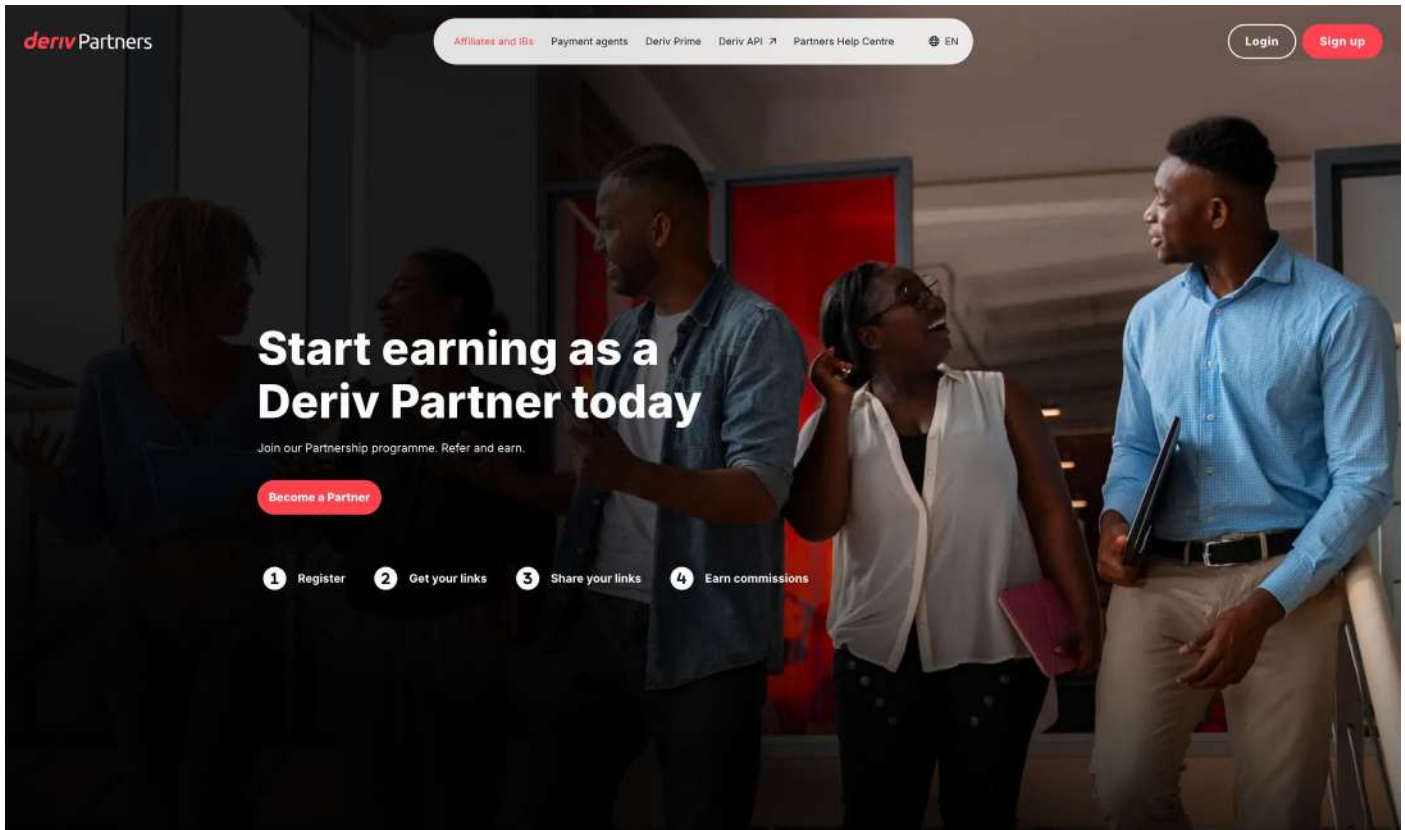 deriv Partners
Affiliates and IBs
Payment agents
Deriv Prime
Deriv API
Partners Help Centre
EN
Login
Sign up
Start earning as a
Deriv Partner today
Join our Partnership programme. Refer and earn.
Become a Partner
1 Register
2 Get your links
3 Share your links
4 Earn commissions